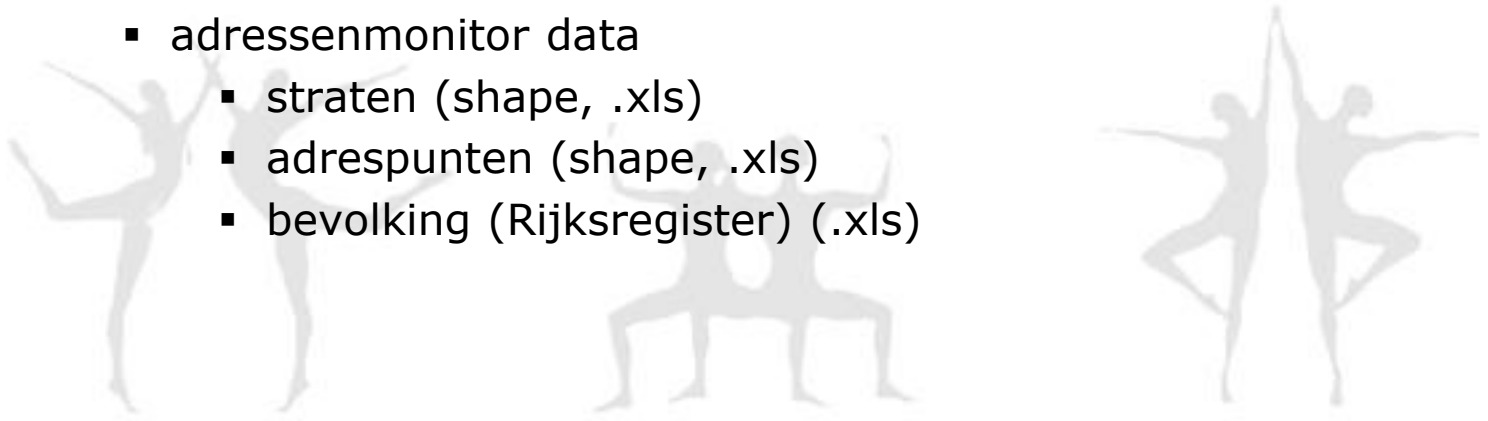 ▪ adressenmonitor data
▪ straten (shape, .xls)
▪ adrespunten (shape, .xls)
▪ bevolking (Rijksregister) (.xls)